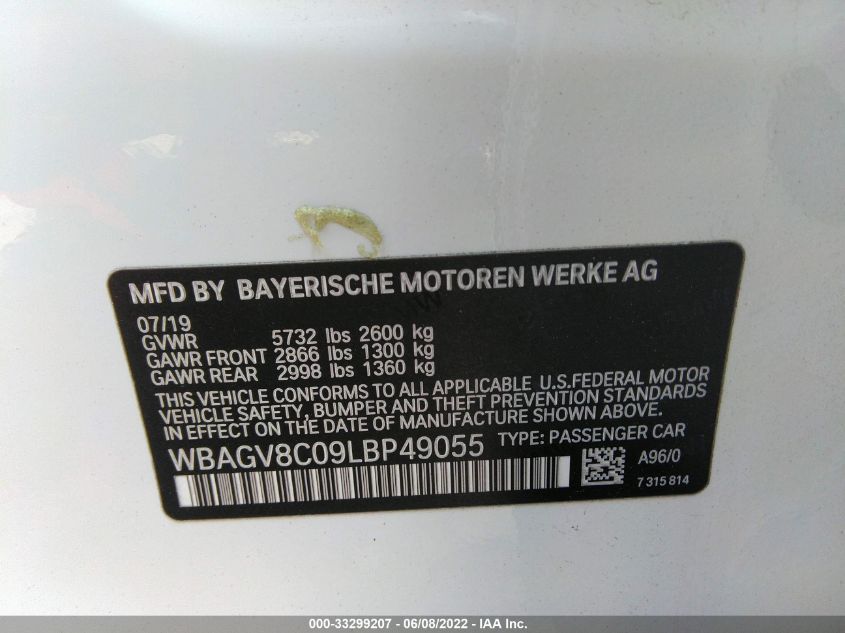 MFD BY BAYERISCHE MOTOREN WERKE AG
07/19
GVWR 5732 lbs 2600 kg
GAWR FRONT 2866 lbs 1300 kg
GAWR REAR 2998 lbs 1360 kg
THIS VEHICLE CONFORMS TO ALL APPLICABLE U.S.FEDERAL MOTOR
VEHICLE SAFETY, BUMPER AND THEFT PREVENTION STANDARDS
IN EFFECT ON THE DATE OF MANUFACTURE SHOWN ABOVE.
WBAGV8C09LBP49055 TYPE: PASSENGER CAR
A96/0
7 315 814
000-33299207 - 06/08/2022 - IAA Inc.